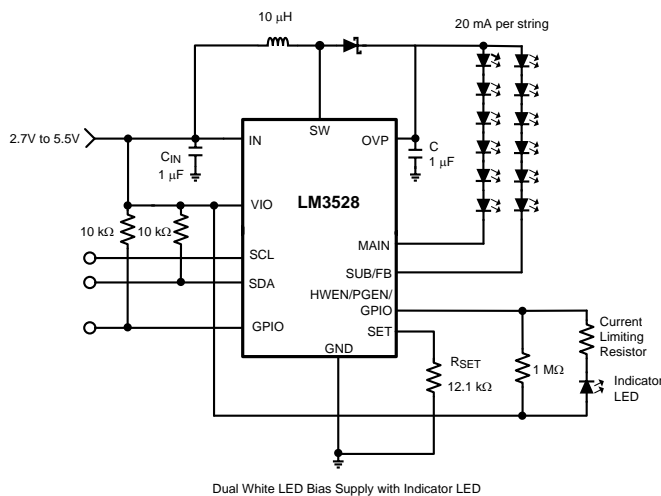 10 μH
20 mA per string
2.7V to 5.5V
IN
SW
OVP
CIN
1 μF
C
1 μF
LM3528
VIO
10 kΩ
10 kΩ
MAIN
SCL
SUB/FB
SDA
HWEN/PGEN/
GPIO
GPIO
SET
GND
RSET
12.1 kΩ
1 MΩ
Current
Limiting
Resistor
Indicator
LED
Dual White LED Bias Supply with Indicator LED